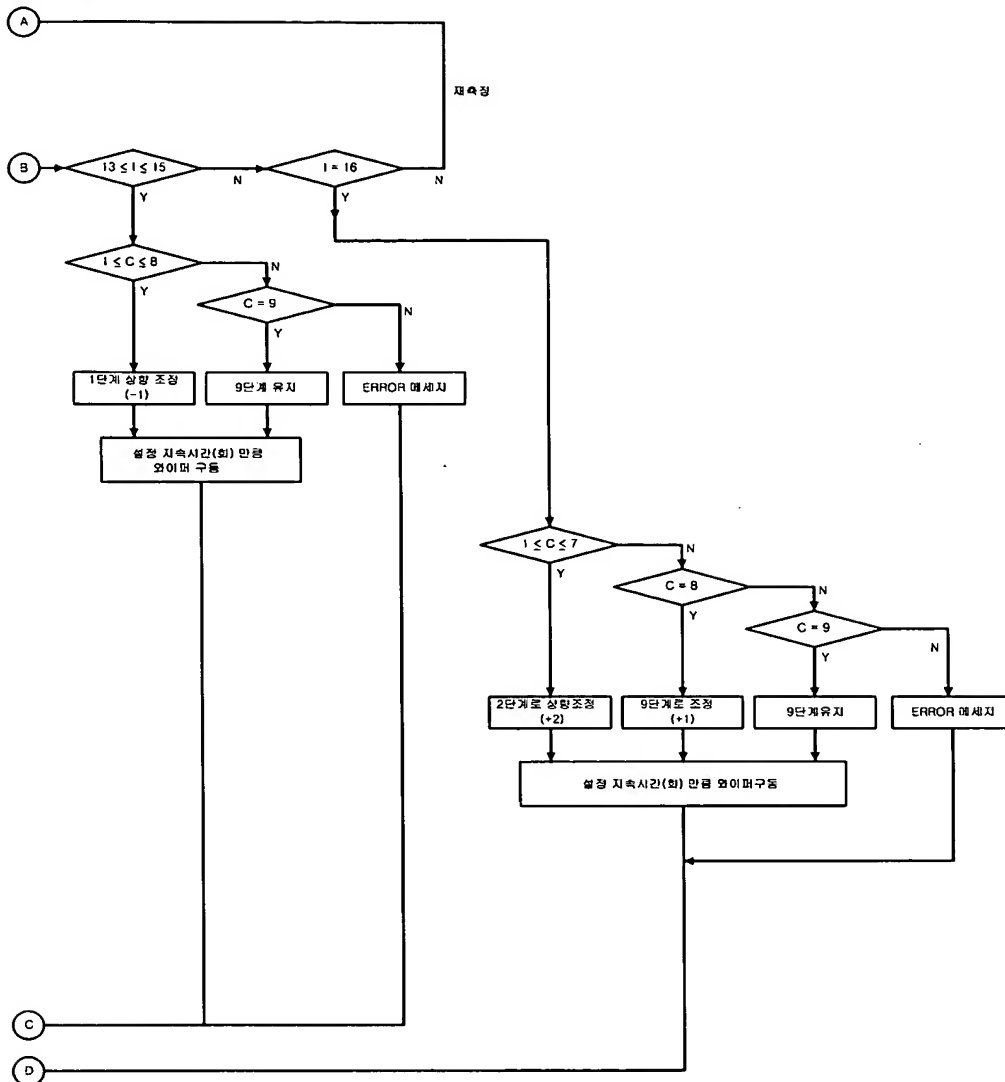 A
재측정
B
13 ≤ I ≤ 15
N
I = 16
N
Y
Y
1 ≤ C ≤ 8
N
Y
C = 9
N
Y
1단계 상향 조정
(-1)
9단계 유지
ERROR 메세지
설정 지속시간(회) 만큼
와이퍼 구동
1 ≤ C ≤ 7
N
Y
C = 8
N
Y
C = 9
N
Y
2단계로 상향조정
(+2)
9단계로 조정
(+1)
9단계유지
ERROR 메세지
설정 지속시간(회) 만큼 와이퍼구동
C
D